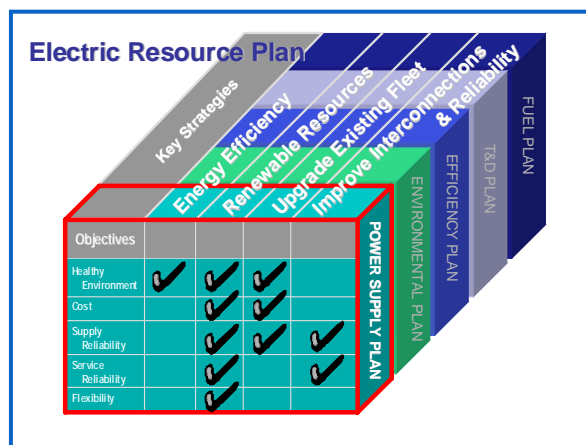 Electric Resource Plan
Key Strategies
Energy Efficiency
Renewable Resources
Upgrade Existing Fleet
Improve Interconnections
& Reliability
Objectives
Healthy
Environment
Cost
Supply
Reliability
Service
Reliability
Flexibility
POWER SUPPLY PLAN
ENVIRONMENTAL PLAN
EFFICIENCY PLAN
T&D PLAN
FUEL PLAN